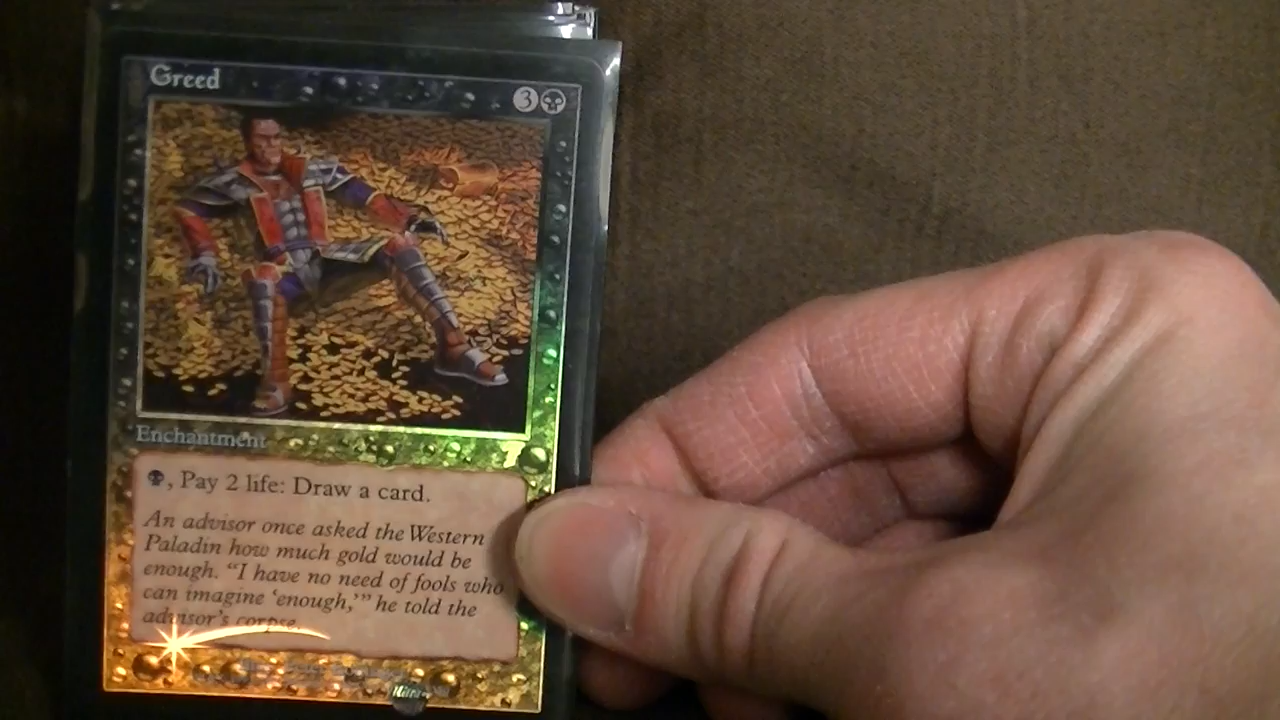 Greed
3
Enchantment
, Pay 2 life: Draw a card.
An advisor once asked the Western
Paladin how much gold would be
enough. “I have no need of fools who
can imagine ‘enough,’” he told the
advisor's corpse.